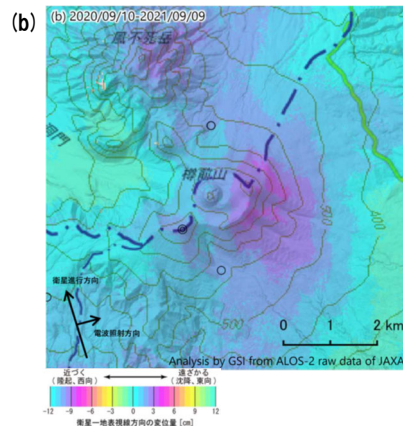 (b)
(b) 2020/09/10-2021/09/09
風不死岳
樽前山
500
400
500
衛星進行方向
電波照射方向
0 1 2 km
Analysis by GSI from ALOS-2 raw data of JAXA
近づく 遠ざかる
(隆起、西向) (沈降、東向)
-12 -9 -6 -3 0 3 6 9 12
衛星－地表視線方向の変位量 [cm]